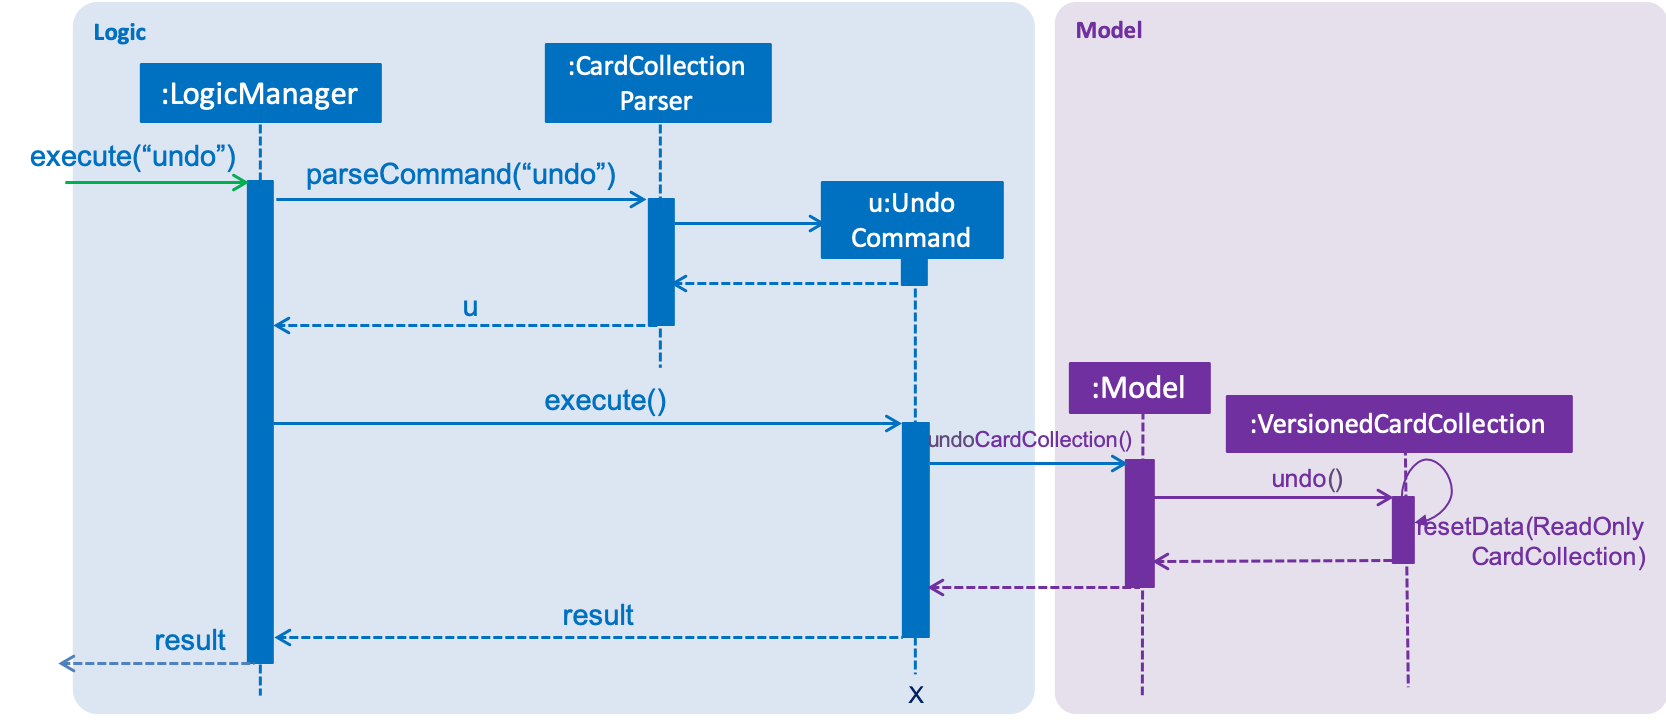 Logic
Model
:CardCollection
Parser
:LogicManager
execute(“undo”)
parseCommand(“undo”)
u:Undo
Command
u
:Model
execute()
:VersionedCardCollection
undoCardCollection()
undo()
resetData(ReadOnly
CardCollection)
result
result
x